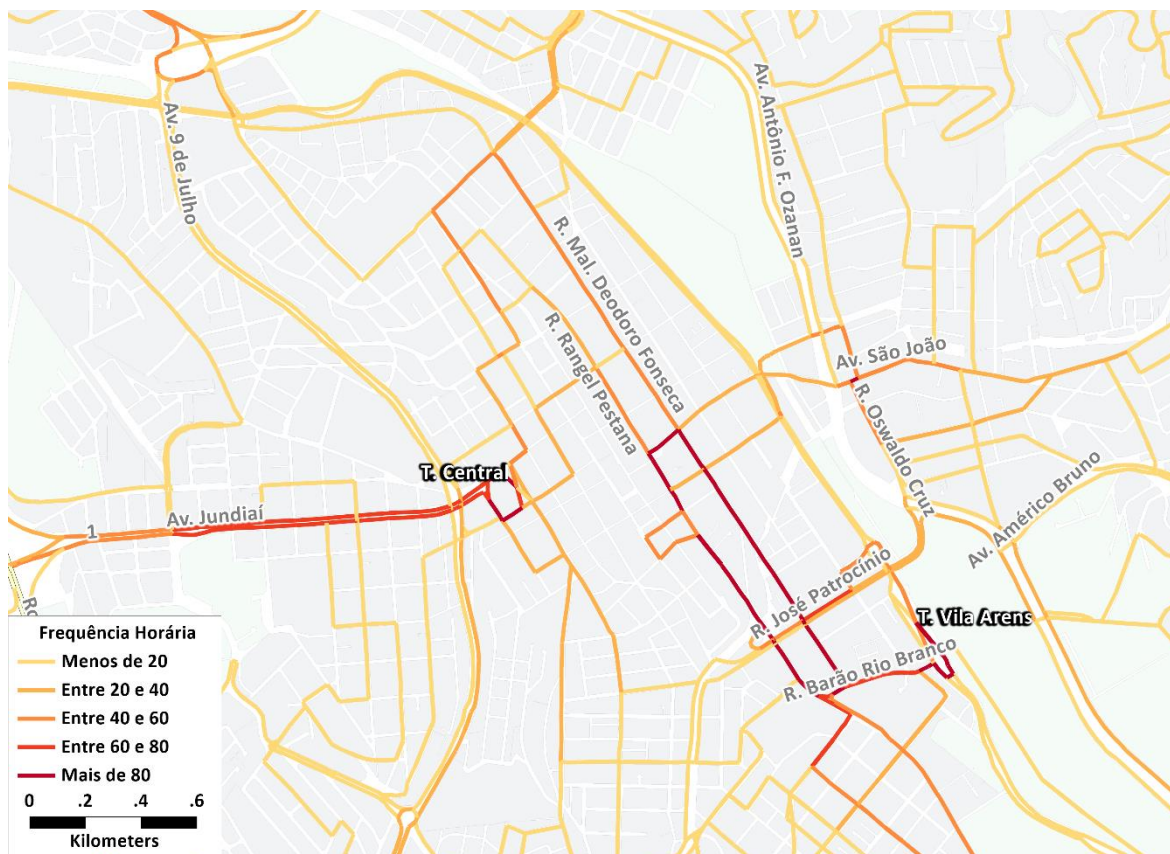 Av. 9 de Julho
Av. Antônio F. Ozanan
R. Mal. Deodoro Fonseca
R. Rangel Pestana
Av. São João
R. Oswaldo Cruz
T. Central
Av. Américo Bruno
Av. Jundiaí
1
R. José Patrocínio
T. Vila Arens
R. Barão Rio Branco
Frequência Horária
Menos de 20
Entre 20 e 40
Entre 40 e 60
Entre 60 e 80
Mais de 80
0 .2 .4 .6
Kilometers